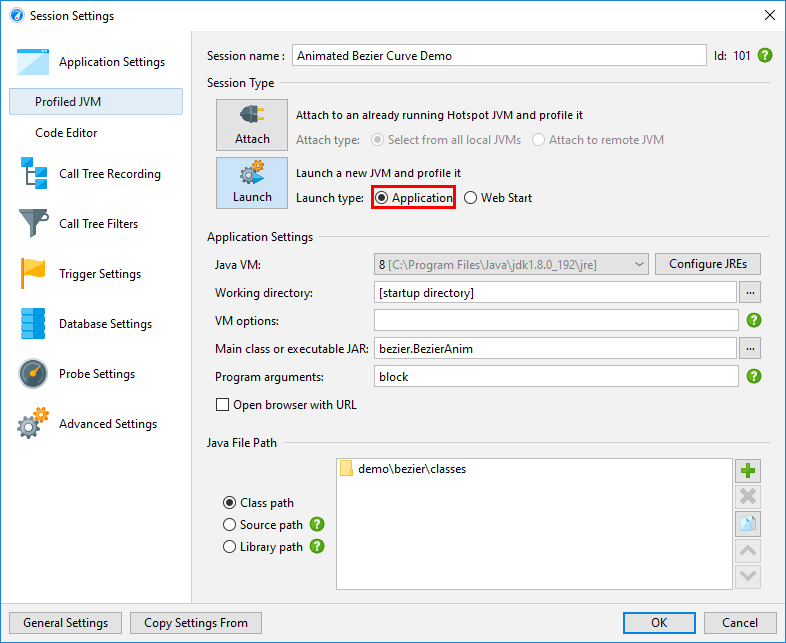 Session Settings
Application Settings
Profiled JVM
Code Editor
Call Tree Recording
Call Tree Filters
Trigger Settings
Database Settings
Probe Settings
Advanced Settings
Session name : Animated Bezier Curve Demo Id: 101 ?
Session Type
Attach
Attach to an already running Hotspot JVM and profile it
Attach type: Select from all local JVMs Attach to remote JVM
Launch
Launch a new JVM and profile it
Launch type: Application Web Start
Application Settings
Java VM: 8 [C:\Program Files\Java\jdk1.8.0_192\jre] Configure JREs
Working directory: [startup directory] ...
VM options: ?
Main class or executable JAR: bezier.BezierAnim ...
Program arguments: block ?
Open browser with URL
Java File Path
demo\bezier\classes
Class path
Source path ?
Library path ?
General Settings Copy Settings From OK Cancel